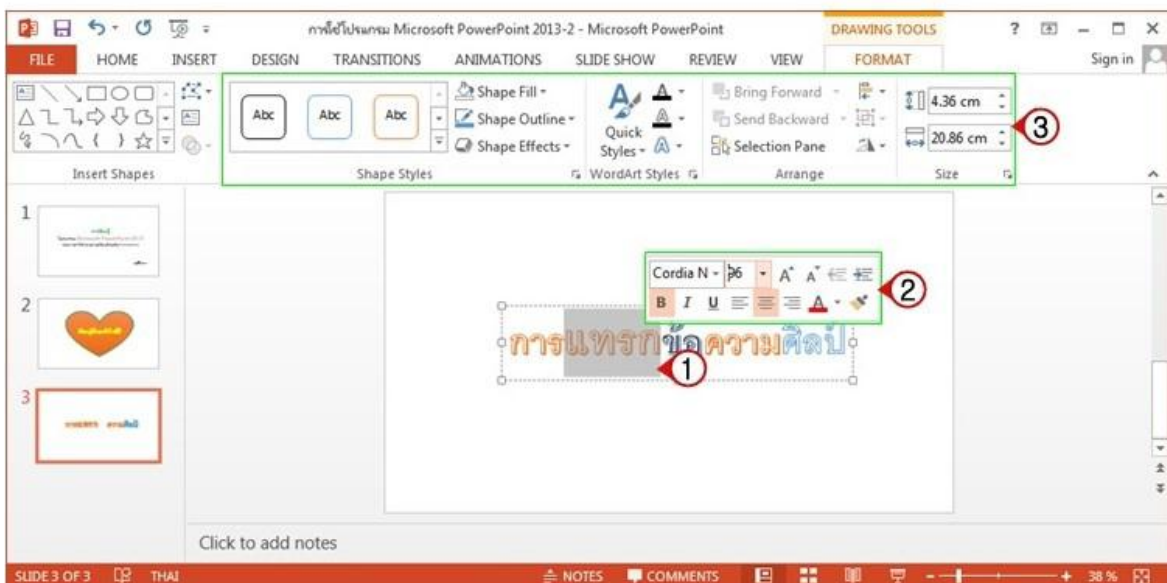 การใช้โปรแกรม Microsoft PowerPoint 2013-2 - Microsoft PowerPoint
DRAWING TOOLS
FILE HOME INSERT DESIGN TRANSITIONS ANIMATIONS SLIDE SHOW REVIEW VIEW FORMAT Sign in
Abc Abc Abc
Shape Fill
Shape Outline
Shape Effects
Quick Styles
Bring Forward
Send Backward
Selection Pane
4.36 cm
20.86 cm
3
Insert Shapes Shape Styles WordArt Styles Arrange Size
1
2
3
Cordia N 96
B I U A
2
การแทรกข้อความศิลป์
1
Click to add notes
SLIDE 3 OF 3 THAI NOTES COMMENTS 38 %